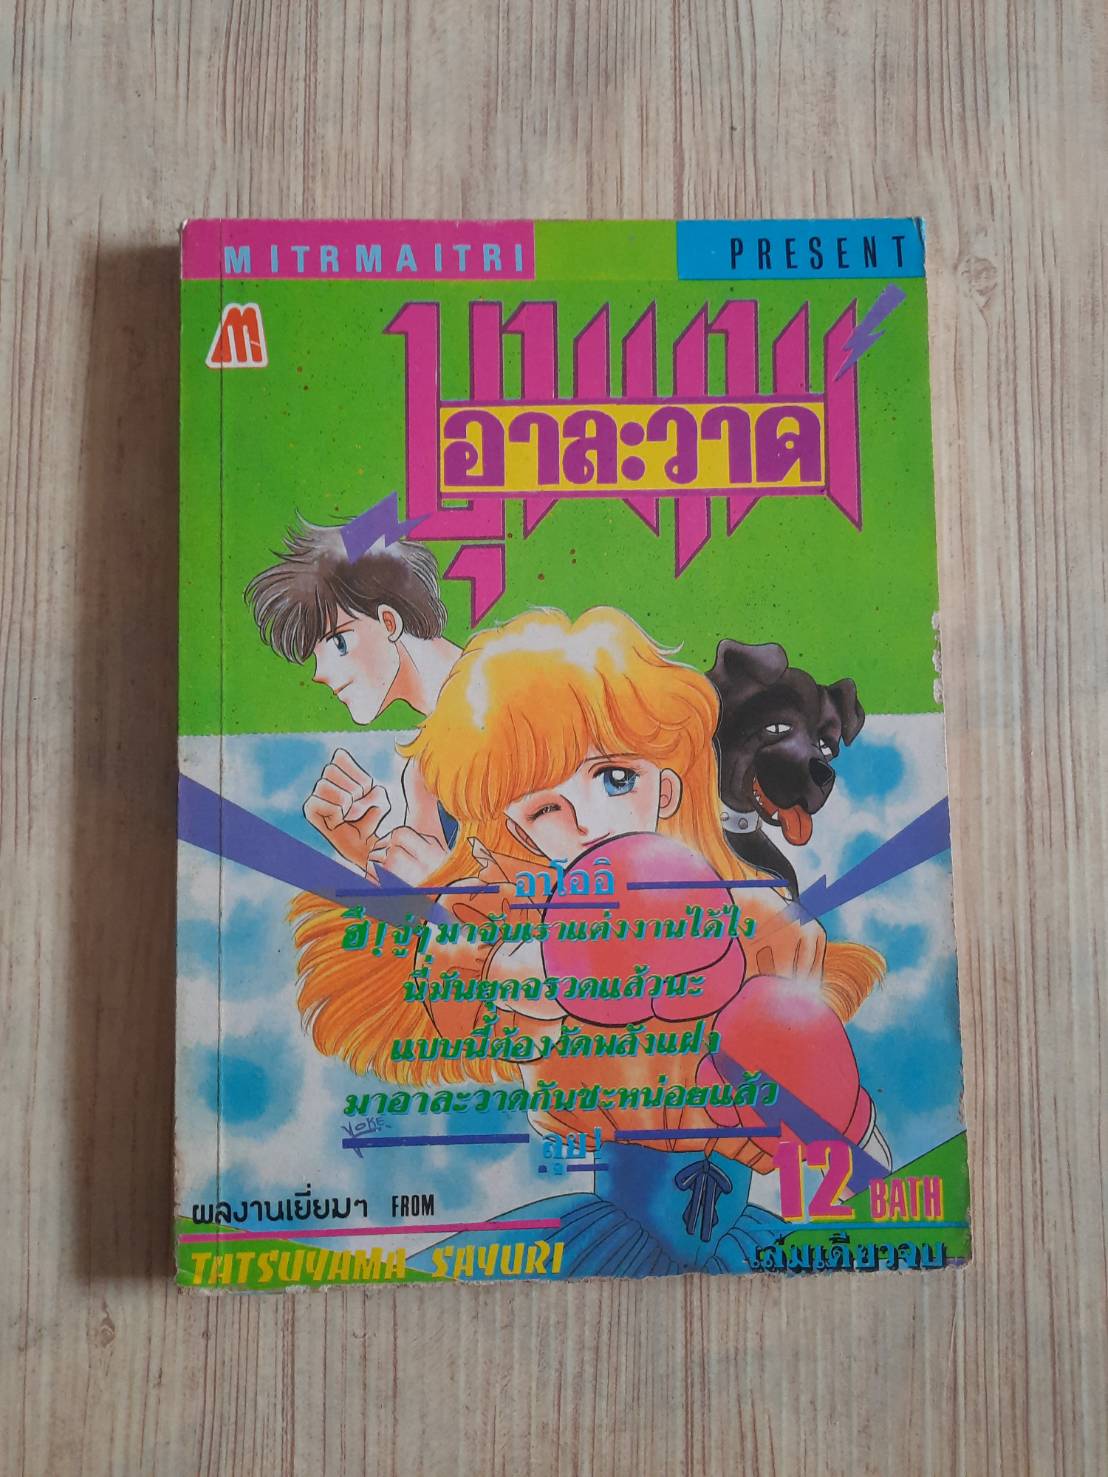 MITRMAITRI PRESENT
อาละวาด
อาโออิ
ฮึ!จู่ๆมาจับเราแต่งงานได้ไง
นี่มันยุคจรวดแล้วนะ
แบบนี้ต้องงัดพลังแฝง
มาอาละวาดกันซะหน่อยแล้ว
ลุย!
YOKE
12 BATH
ผลงานเยี่ยมๆ FROM
TATSUYAMA SAYURI
เล่มเดียวจบ